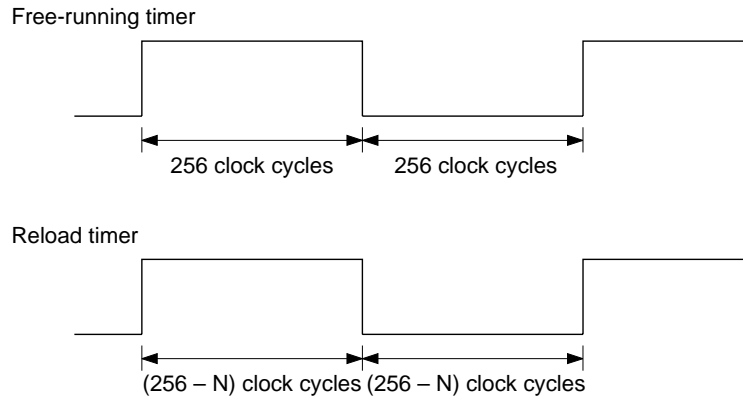 Free-running timer
256 clock cycles 256 clock cycles
Reload timer
(256 – N) clock cycles (256 – N) clock cycles